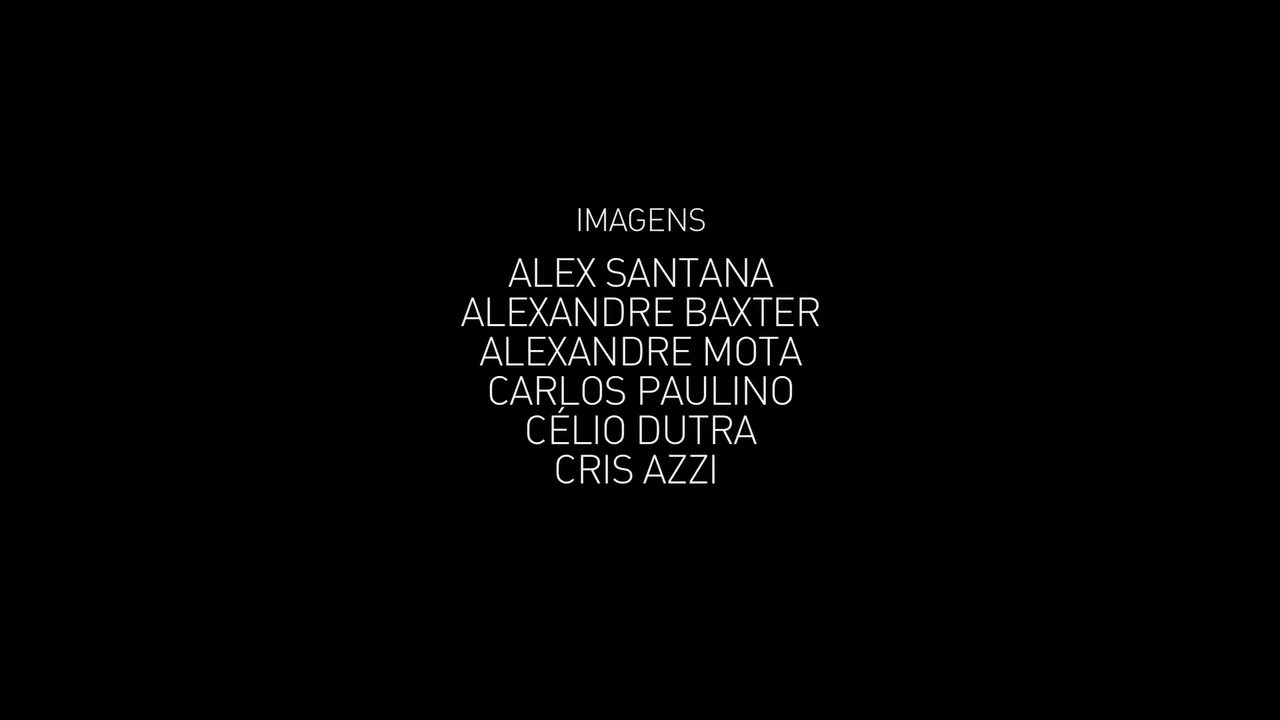 IMAGENS
ALEX SANTANA
ALEXANDRE BAXTER
ALEXANDRE MOTA
CARLOS PAULINO
CÉLIO DUTRA
CRIS AZZI